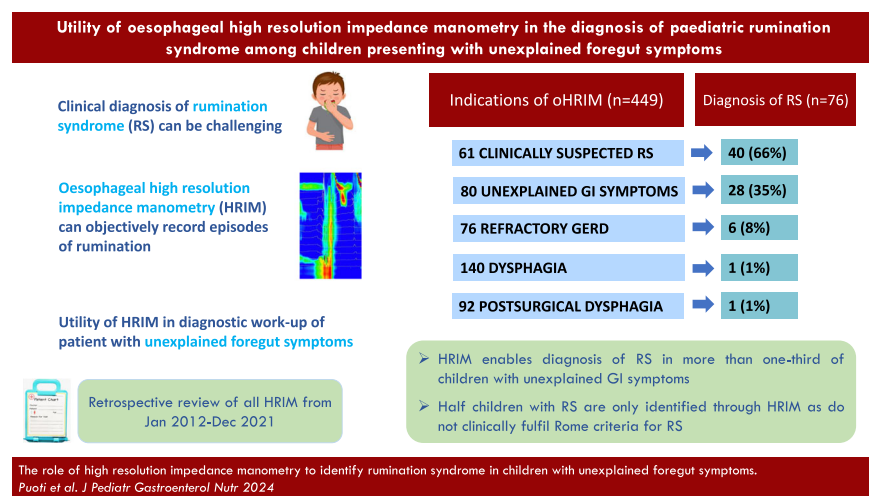 Utility of oesophageal high resolution impedance manometry in the diagnosis of paediatric rumination
syndrome among children presenting with unexplained foregut symptoms
Clinical diagnosis of rumination
syndrome (RS) can be challenging
Oesophageal high resolution
impedance manometry (HRIM)
can objectively record episodes
of rumination
Utility of HRIM in diagnostic work-up of
patient with unexplained foregut symptoms
Patient Chart
Retrospective review of all HRIM from
Jan 2012-Dec 2021
Indications of oHRIM (n=449)
Diagnosis of RS (n=76)
61 CLINICALLY SUSPECTED RS
40 (66%)
80 UNEXPLAINED GI SYMPTOMS
28 (35%)
76 REFRACTORY GERD
6 (8%)
140 DYSPHAGIA
1 (1%)
92 POSTSURGICAL DYSPHAGIA
1 (1%)
➢ HRIM enables diagnosis of RS in more than one-third of
children with unexplained GI symptoms
➢ Half children with RS are only identified through HRIM as do
not clinically fulfil Rome criteria for RS
The role of high resolution impedance manometry to identify rumination syndrome in children with unexplained foregut symptoms.
Puoti et al. J Pediatr Gastroenterol Nutr 2024